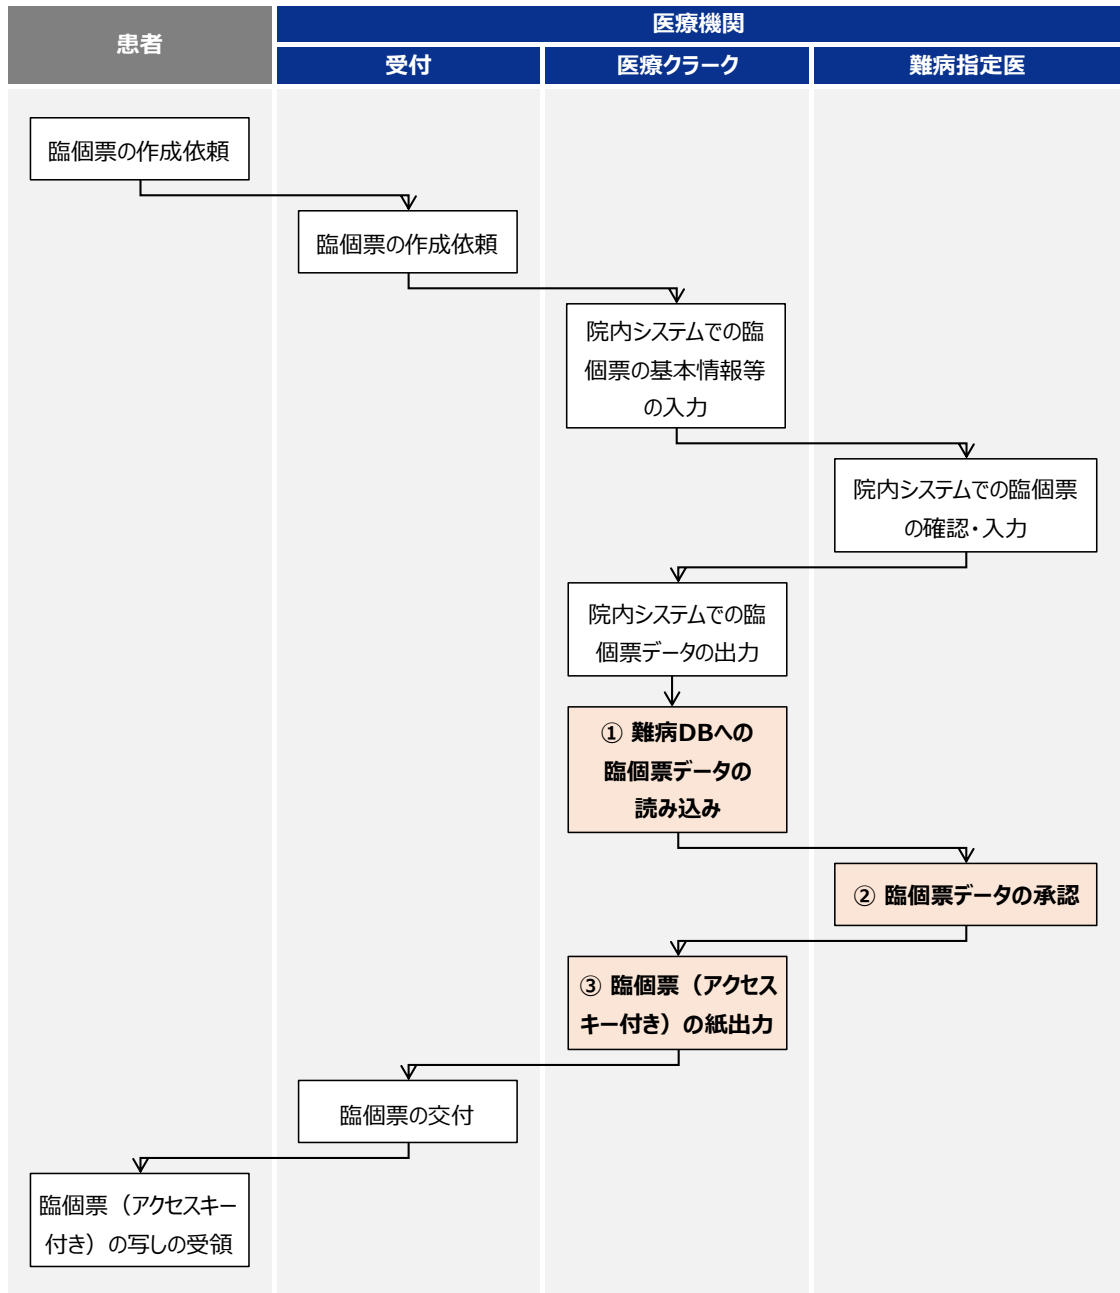 患者
医療機関
受付
医療クラーク
難病指定医
臨個票の作成依頼
臨個票の作成依頼
院内システムでの臨
個票の基本情報等
の入力
院内システムでの臨個票
の確認・入力
院内システムでの臨
個票データの出力
① 難病DBへの
臨個票データの
読み込み
② 臨個票データの承認
③ 臨個票（アクセス
キー付き）の紙出力
臨個票の交付
臨個票（アクセスキー
付き）の写しの受領